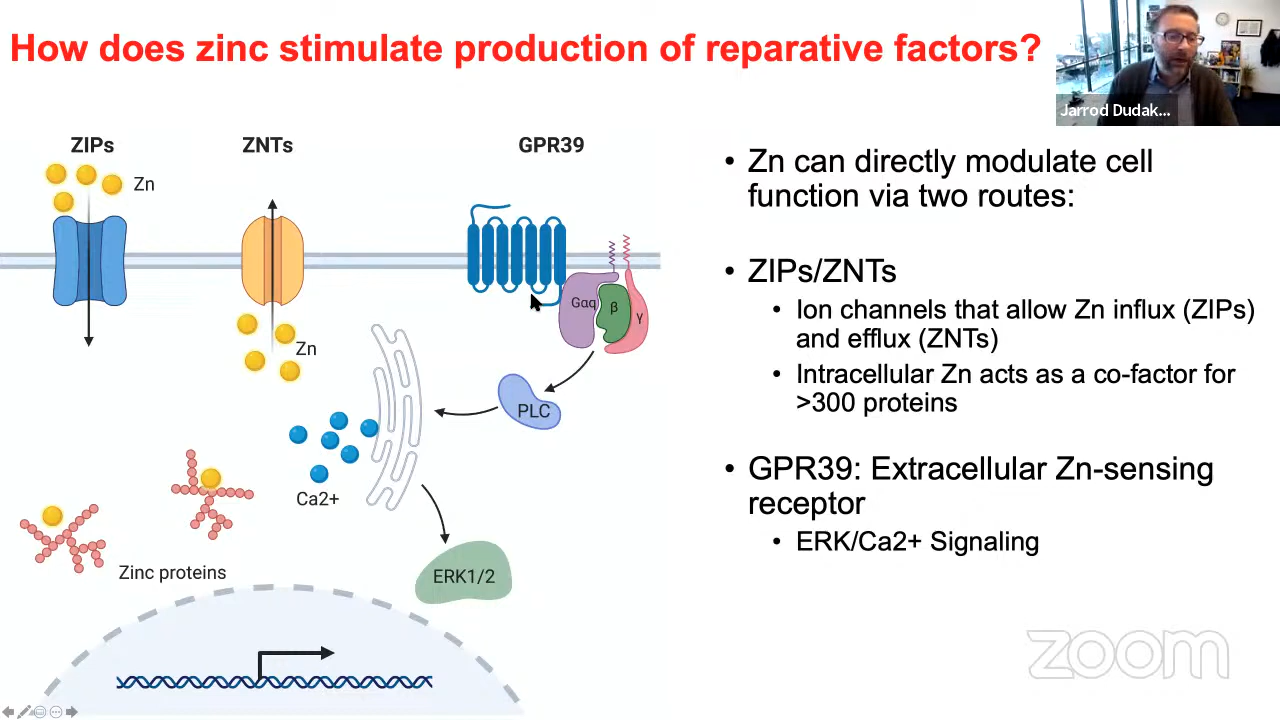 How does zinc stimulate production of reparative factors?
Jarrod Dudak...
ZIPs
ZNTs
GPR39
Zn
Zn
Gαq
β
γ
PLC
Ca2+
Zinc proteins
ERK1/2
• Zn can directly modulate cell
function via two routes:
• ZIPs/ZNTs
• Ion channels that allow Zn influx (ZIPs)
and efflux (ZNTs)
• Intracellular Zn acts as a co-factor for
>300 proteins
• GPR39: Extracellular Zn-sensing
receptor
• ERK/Ca2+ Signaling
zoom